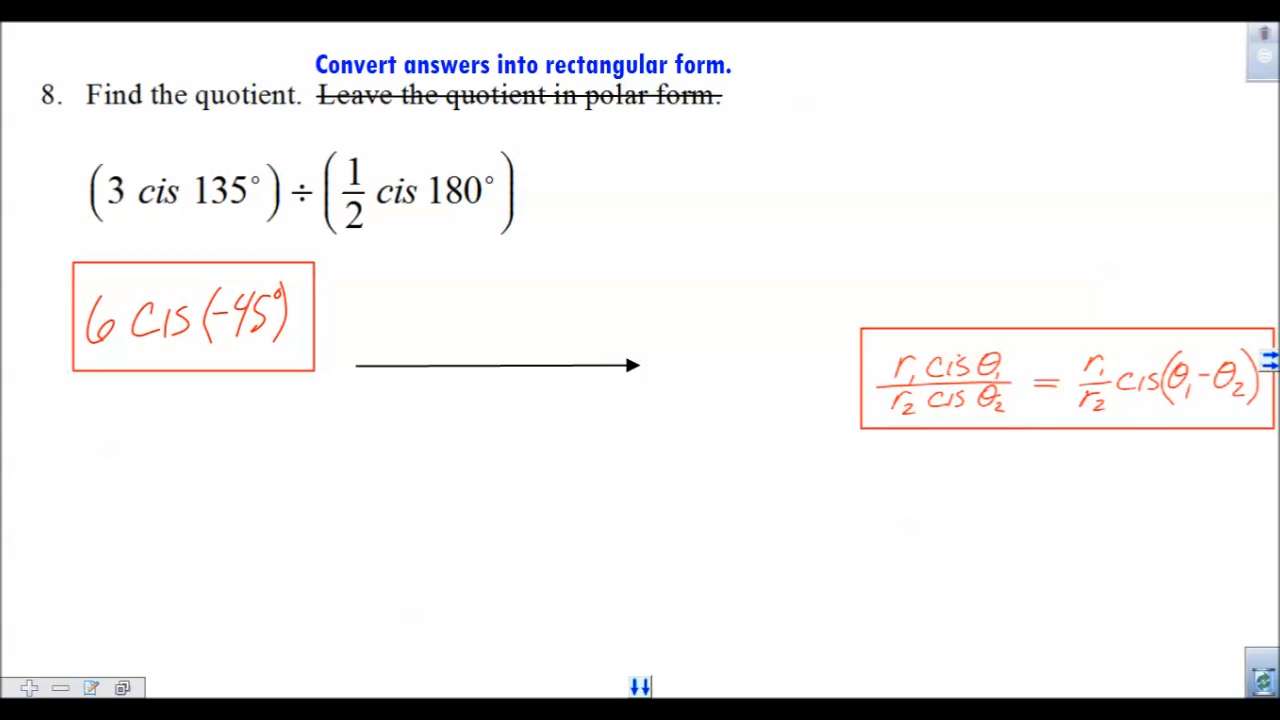 Convert answers into rectangular form.
8. Find the quotient. Leave the quotient in polar form.
(3 cis 135°) ÷ (1/2 cis 180°)
6 cis (-45°)
r₁ cis θ₁ / r₂ cis θ₂ = r₁/r₂ cis(θ₁ - θ₂)